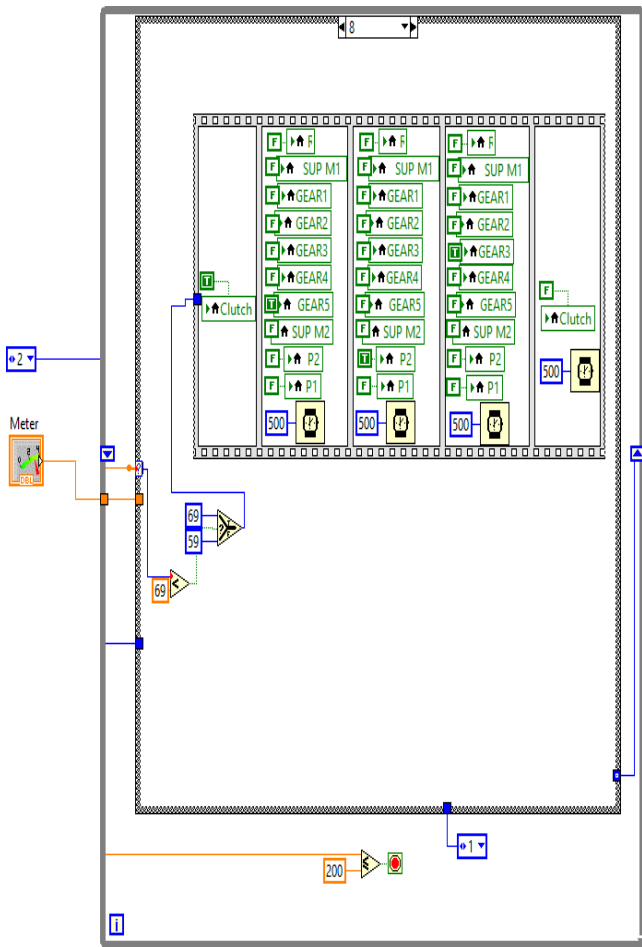 8
F R F R F R
F SUP M1 F SUP M1 F SUP M1
F GEAR1 F GEAR1 F GEAR1
F GEAR2 F GEAR2 F GEAR2
F GEAR3 F GEAR3 T GEAR3
T F GEAR4 F GEAR4 F GEAR4 F
Clutch T GEAR5 F GEAR5 F GEAR5 Clutch
F SUP M2 F SUP M2 F SUP M2
2 F P2 T P2 F P2
F P1 F P1 F P1 500
500 500 500
Meter
DBL
?
69
59
? T F
69 <
1
200
i